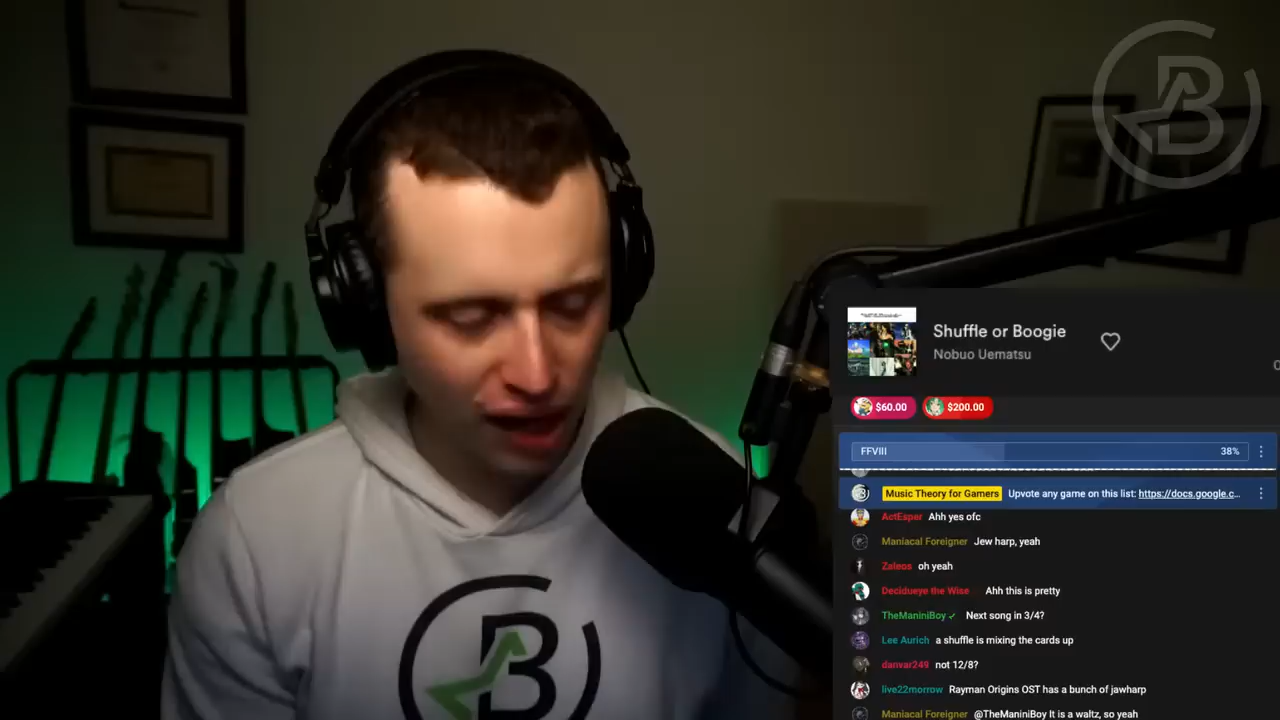 B
Shuffle or Boogie
Nobuo Uematsu
$60.00 $200.00
FFVIII 38%
Music Theory for Gamers Upvote any game on this list: https://docs.google.c...
ActEsper Ahh yes ofc
Maniacal Foreigner Jew harp, yeah
Zaleos oh yeah
Decidueye the Wise Ahh this is pretty
TheManiniBoy Next song in 3/4?
Lee Aurich a shuffle is mixing the cards up
danvar249 not 12/8?
live22morrow Rayman Origins OST has a bunch of jawharp
Maniacal Foreigner @TheManiniBoy It is a waltz, so yeah
B